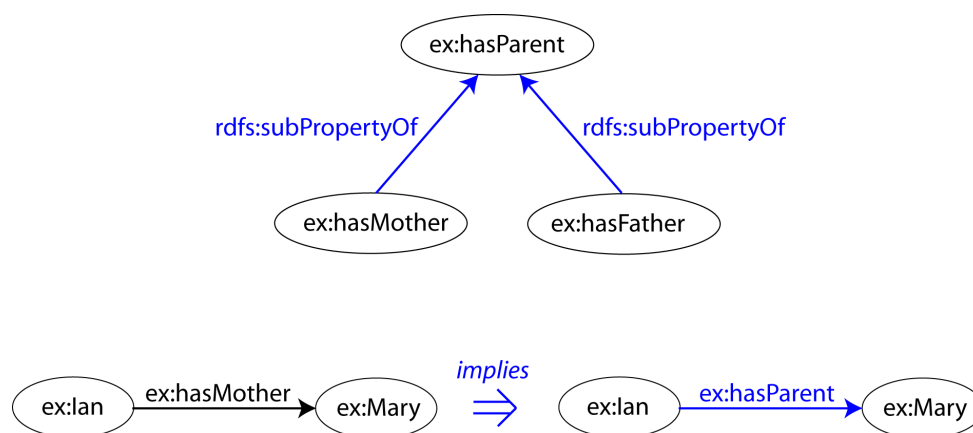 ex:hasParent
rdfs:subPropertyOf
rdfs:subPropertyOf
ex:hasMother
ex:hasFather
implies
ex:Ian
ex:hasMother
ex:Mary
ex:Ian
ex:hasParent
ex:Mary